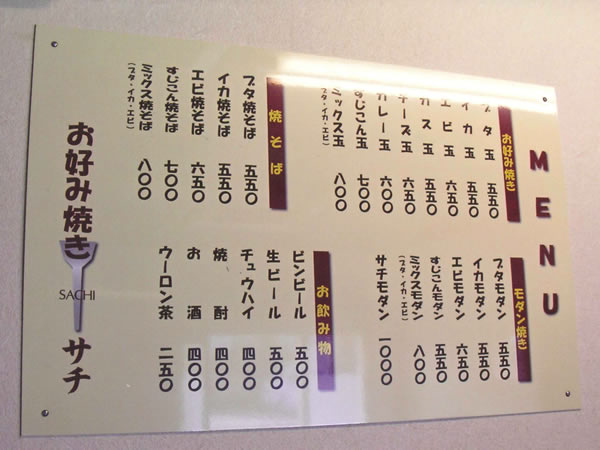 MENU
お好み焼き
ブタ玉 五五〇
イカ玉 五五〇
エビ玉 六五〇
カス玉 五五〇
チーズ玉 六五〇
カレー玉 六〇〇
すじこん玉 七〇〇
ミックス玉 八〇〇
(ブタ・イカ・エビ)
焼そば
ブタ焼そば 五五〇
イカ焼そば 五五〇
エビ焼そば 六五〇
すじこん焼そば 七〇〇
ミックス焼そば 八〇〇
(ブタ・イカ・エビ)
モダン焼き
ブタモダン 五五〇
イカモダン 五五〇
エビモダン 六五〇
すじこんモダン 五五〇
ミックスモダン 八〇〇
(ブタ・イカ・エビ)
サチモダン 一〇〇〇
お飲み物
ビンビール 五〇〇
生ビール 五〇〇
チュウハイ 四〇〇
焼酎 四〇〇
お酒 四〇〇
ウーロン茶 二五〇
お好み焼き
SACHI
サチ